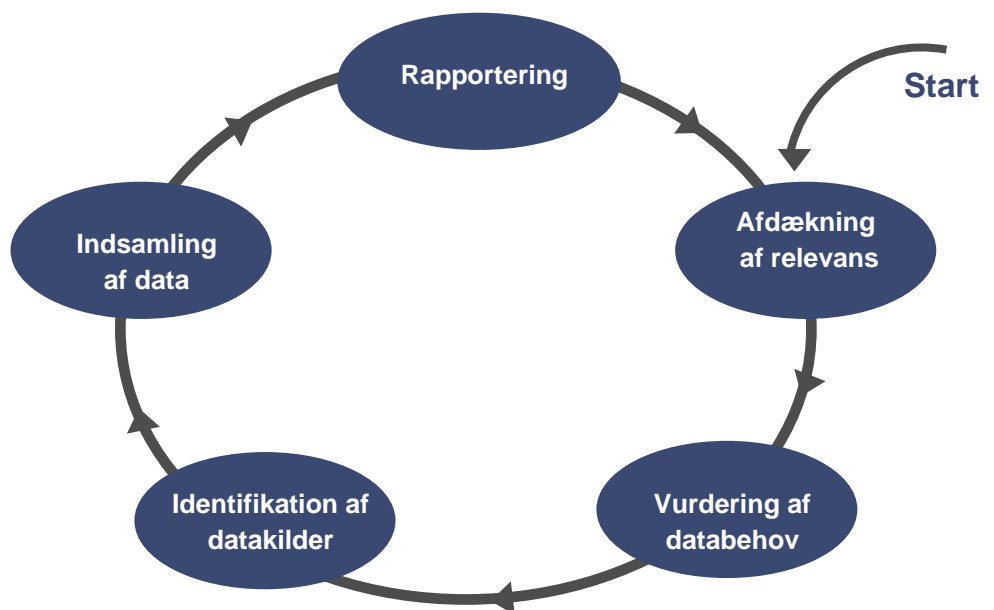 Rapportering
Start
Afdækning
af relevans
Vurdering af
databehov
Identifikation af
datakilder
Indsamling
af data